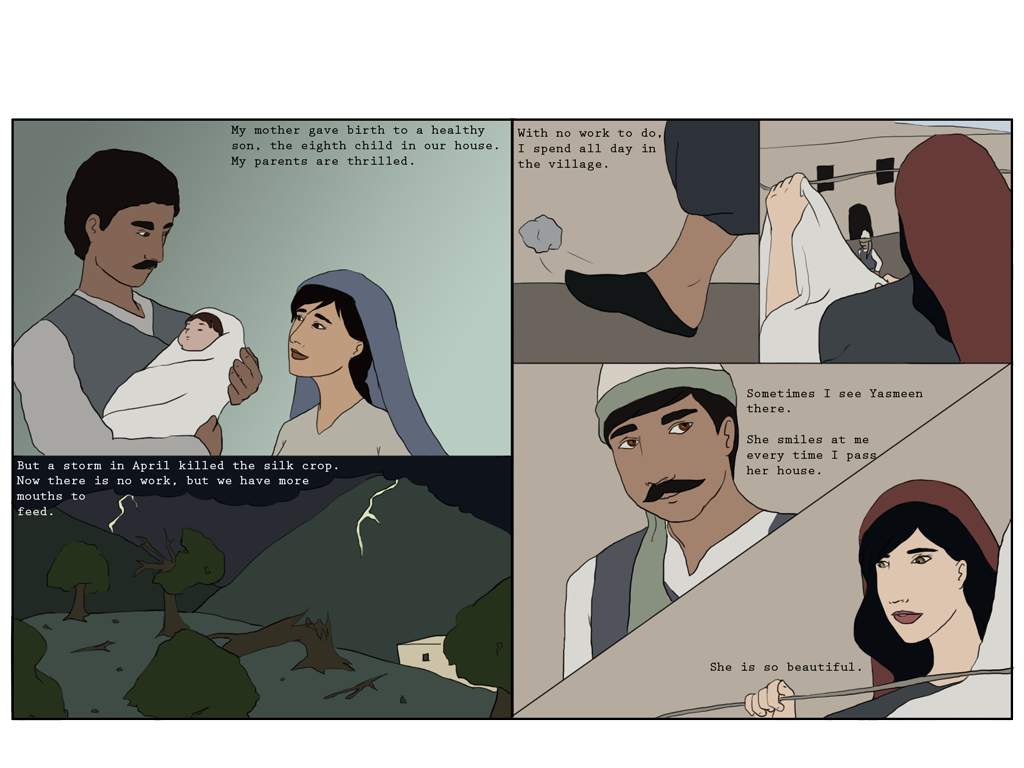 My mother gave birth to a healthy
son, the eighth child in our house.
My parents are thrilled.
But a storm in April killed the silk crop.
Now there is no work, but we have more
mouths to
feed.
With no work to do,
I spend all day in
the village.
Sometimes I see Yasmeen
there.
She smiles at me
every time I pass
her house.
She is so beautiful.